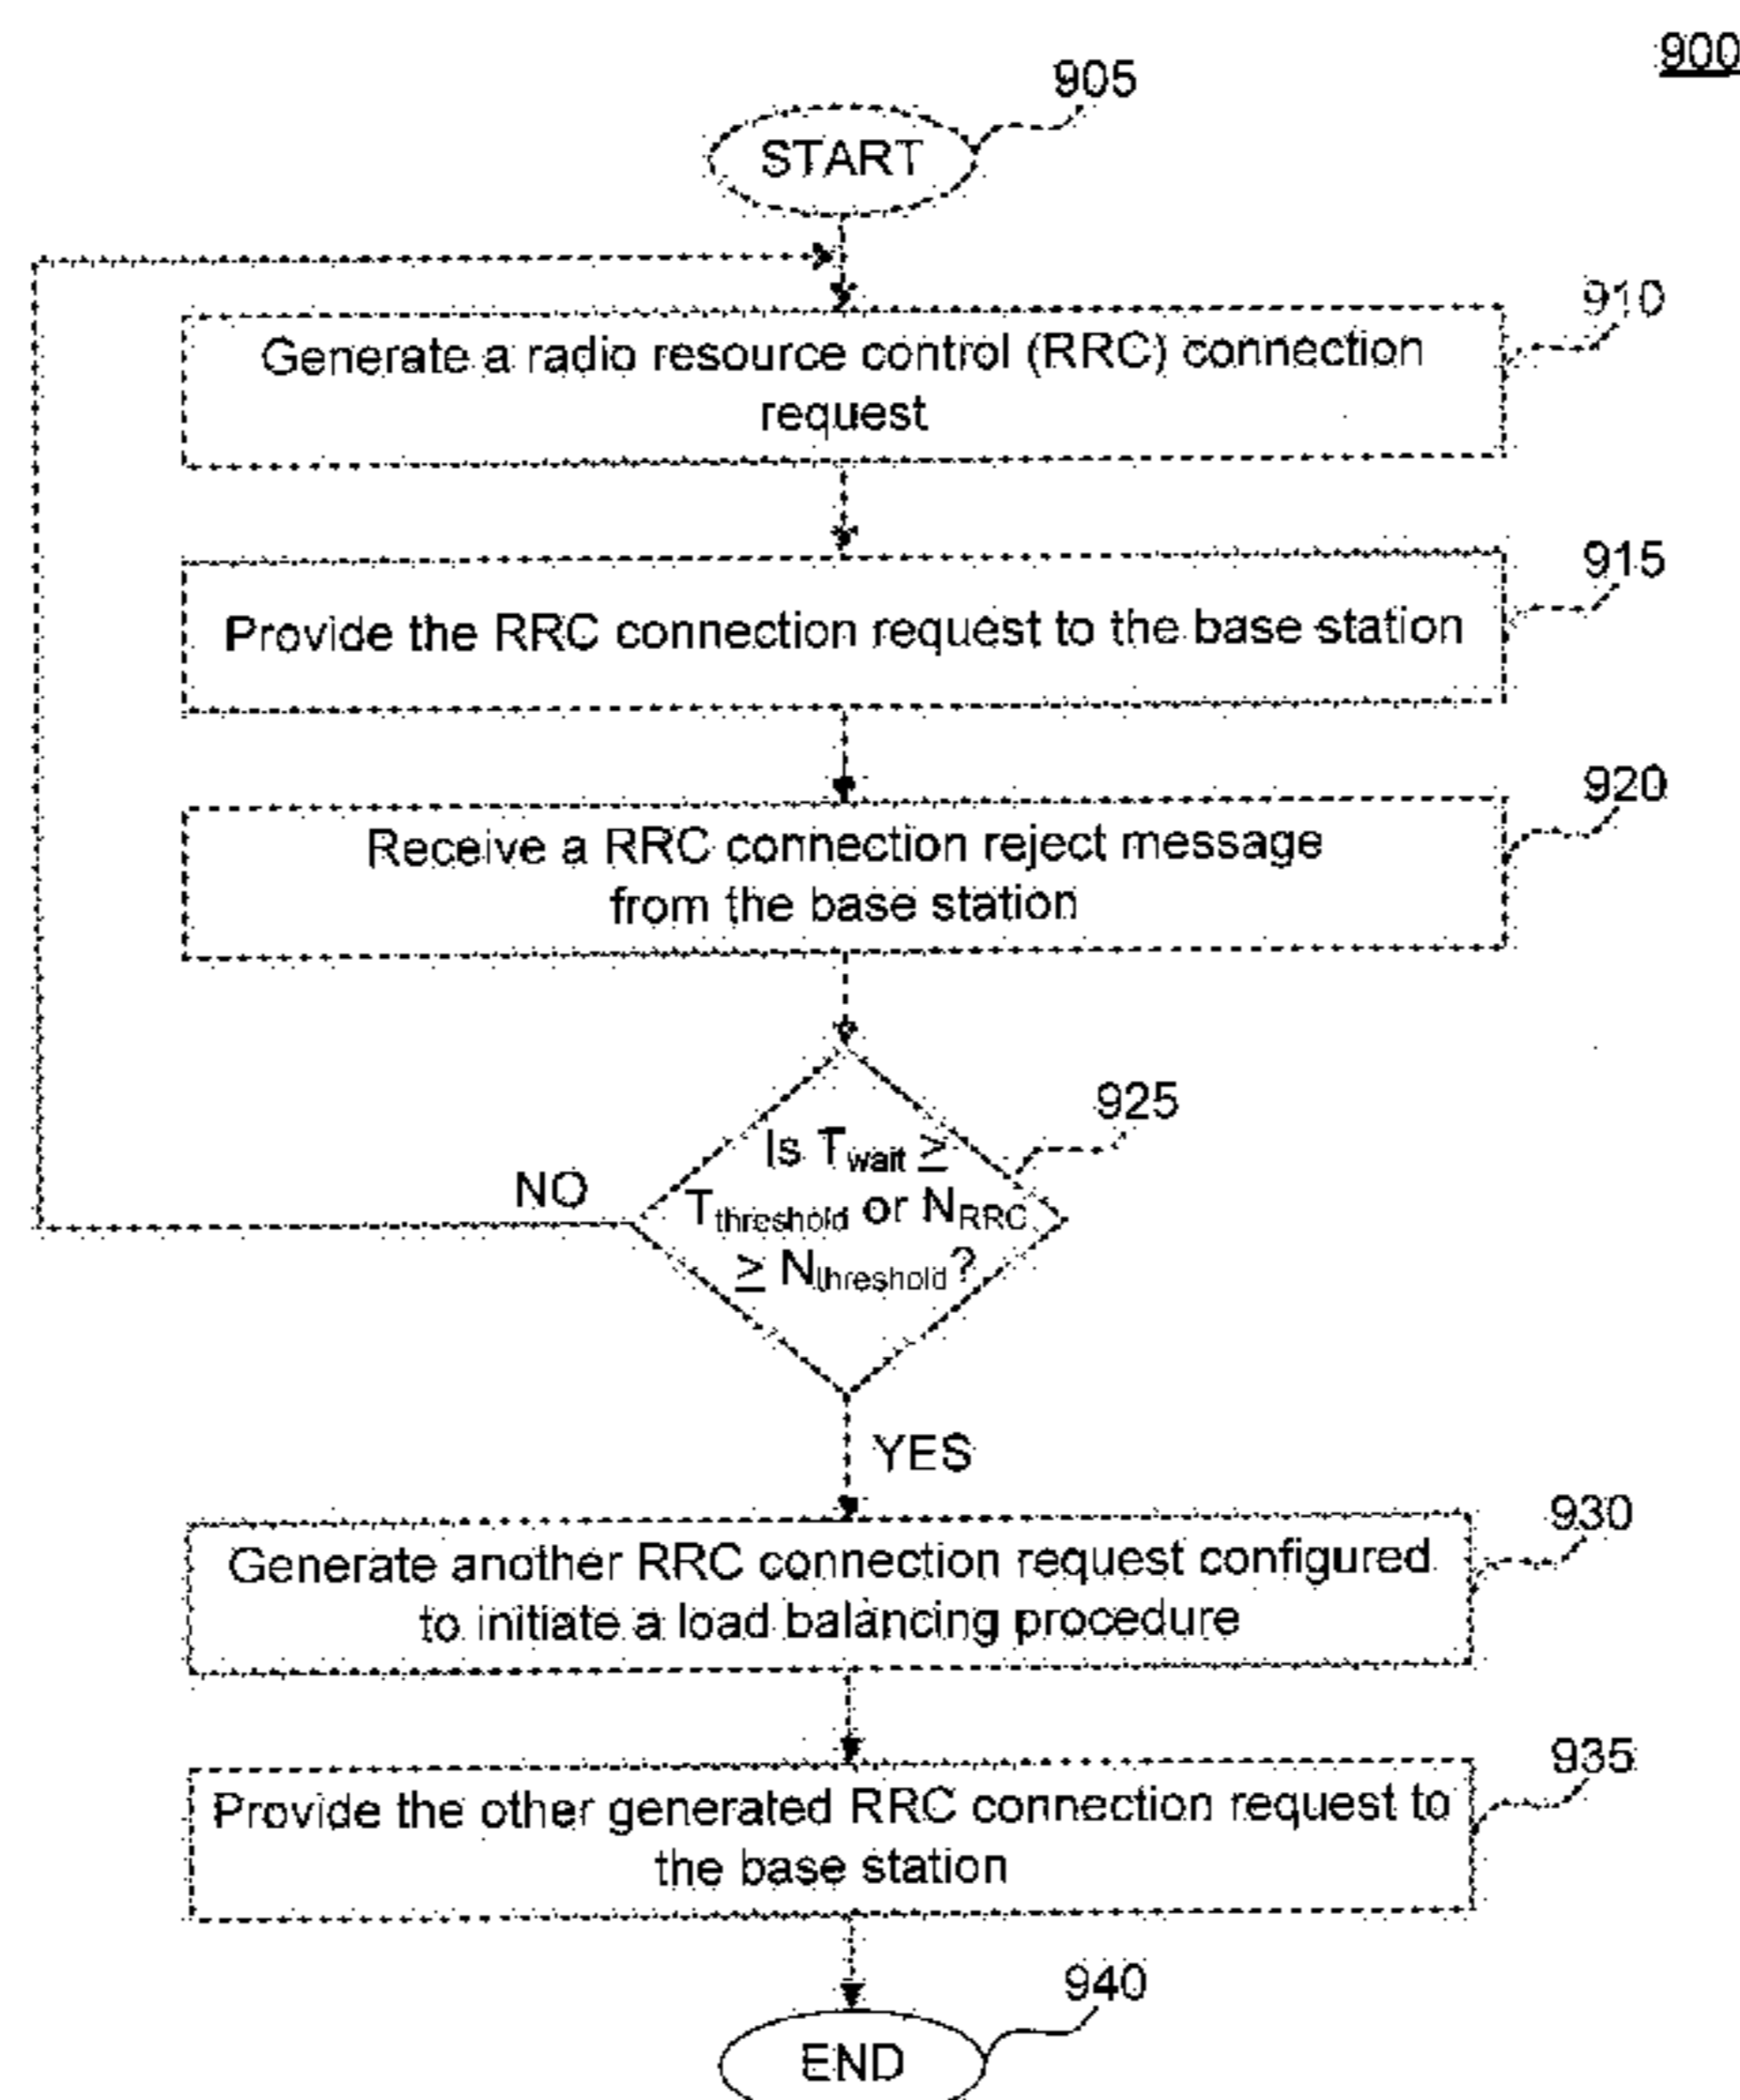 900
905
START
910
Generate a radio resource control (RRC) connection
request
915
Provide the RRC connection request to the base station
920
Receive a RRC connection reject message
from the base station
925
Is Twait ≥
Tthreshold or NRRC
≥ Nthreshold?
NO
YES
930
Generate another RRC connection request configured
to initiate a load balancing procedure
935
Provide the other generated RRC connection request to
the base station
940
END